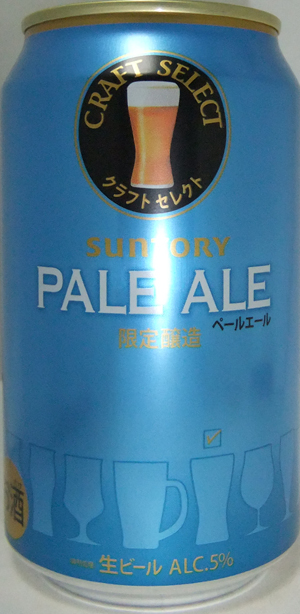 CRAFT SELECT
クラフトセレクト
SUNTORY
PALE ALE
ペールエール
限定醸造
酒
生ビール ALC.5%